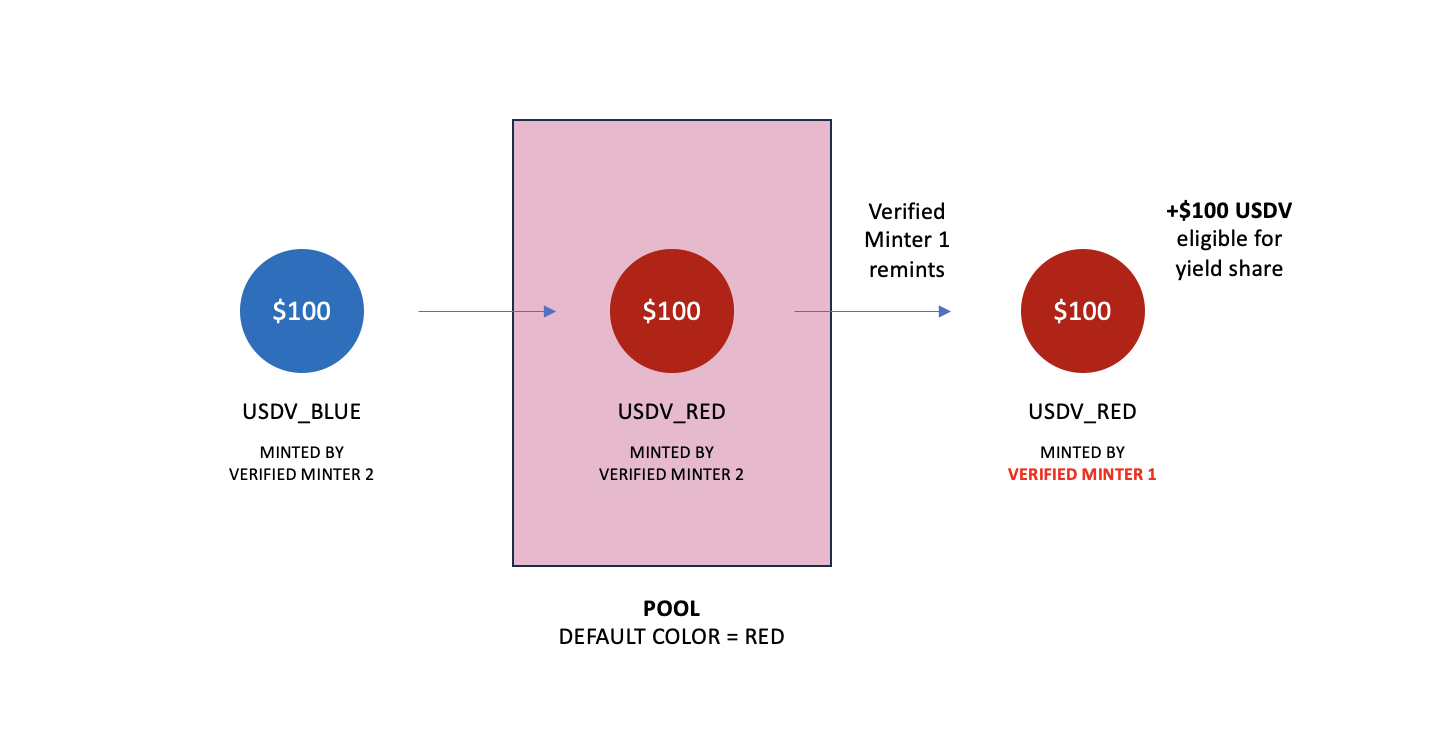 $100
USDV_BLUE
MINTED BY
VERIFIED MINTER 2
$100
USDV_RED
MINTED BY
VERIFIED MINTER 2
POOL
DEFAULT COLOR = RED
Verified
Minter 1
remints
$100
USDV_RED
MINTED BY
VERIFIED MINTER 1
+$100 USDV
eligible for
yield share